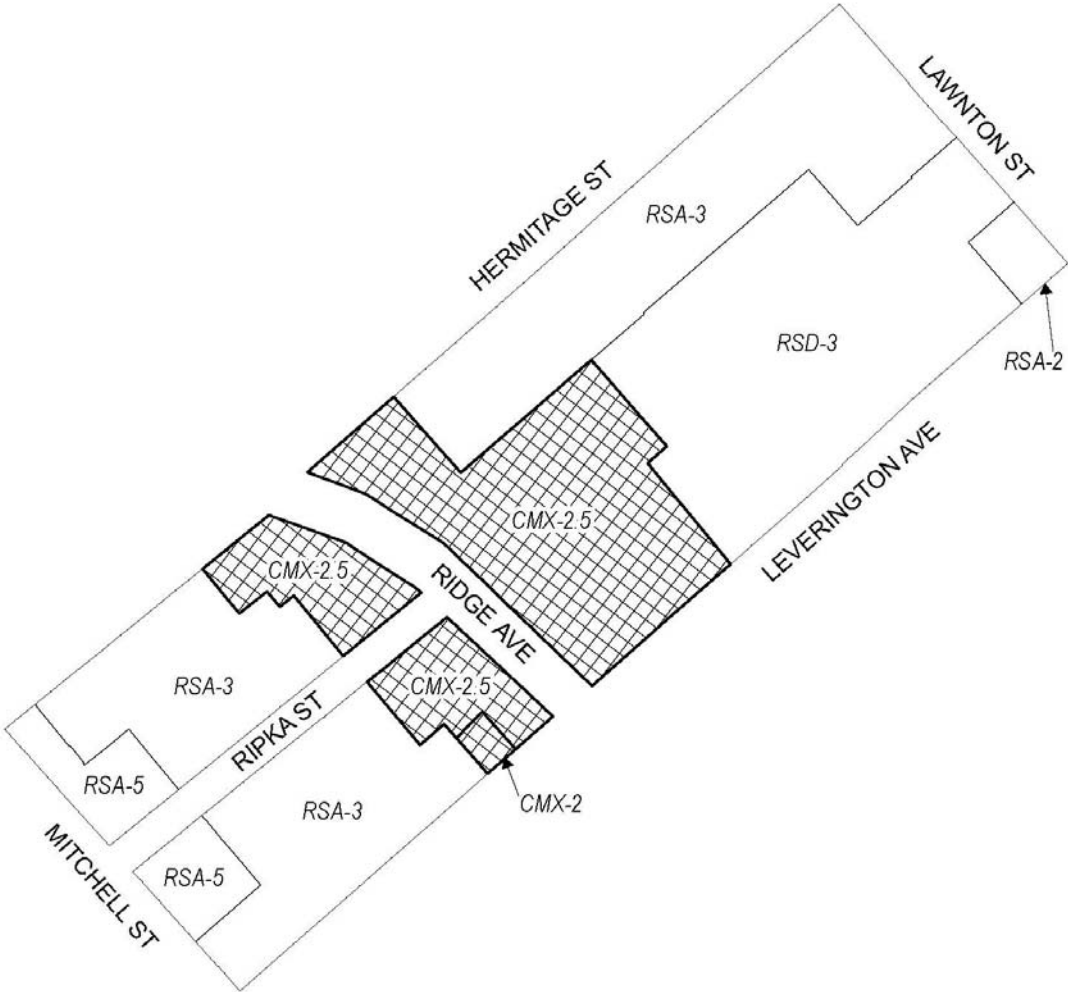 LAWNTON ST
HERMITAGE ST
RSA-3
RSD-3
RSA-2
LEVERINGTON AVE
CMX-2.5
CMX-2.5
RIDGE AVE
CMX-2.5
RSA-3
RIPKA ST
RSA-5
CMX-2
RSA-3
MITCHELL ST
RSA-5